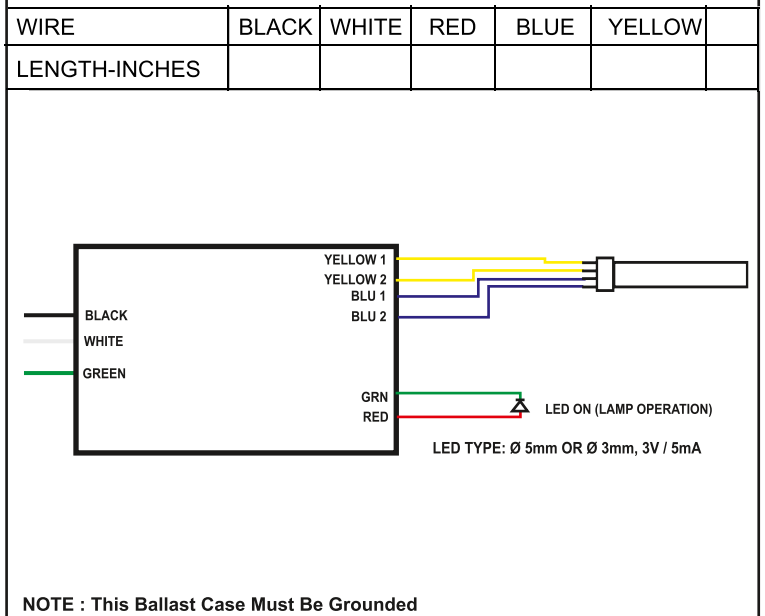 WIRE BLACK WHITE RED BLUE YELLOW
LENGTH-INCHES
YELLOW 1
YELLOW 2
BLU 1
BLU 2
BLACK
WHITE
GREEN
GRN
RED
LED ON (LAMP OPERATION)
LED TYPE: Ø 5mm OR Ø 3mm, 3V / 5mA
NOTE : This Ballast Case Must Be Grounded